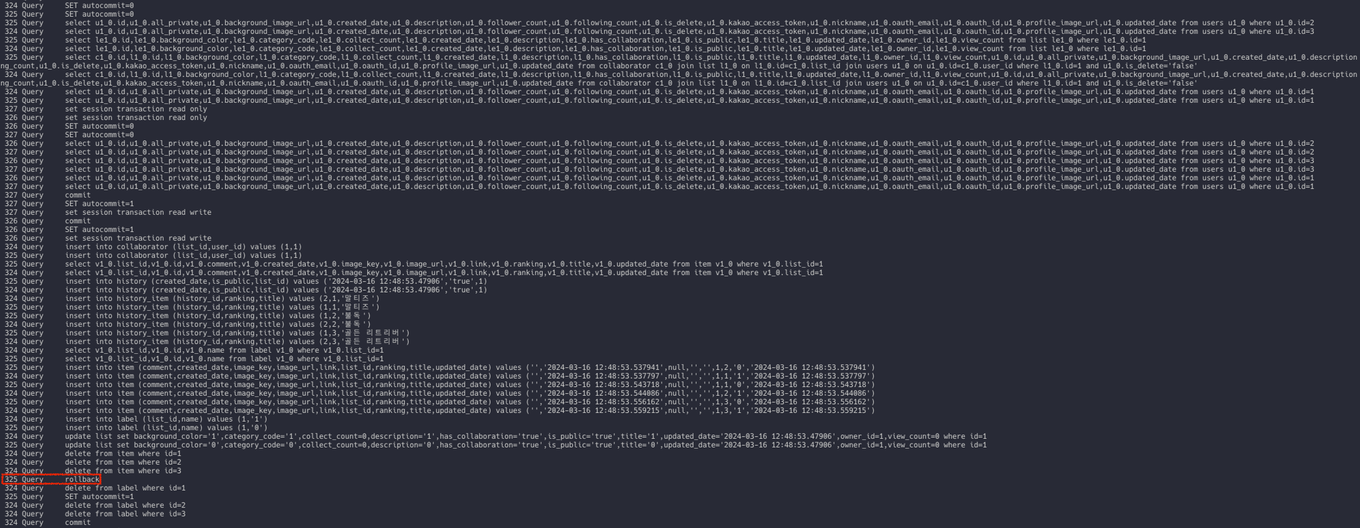 324 Query SET autocommit=0
325 Query SET autocommit=0
325 Query select u1_0.id,u1_0.all_private,u1_0.background_image_url,u1_0.created_date,u1_0.description,u1_0.follower_count,u1_0.following_count,u1_0.is_delete,u1_0.kakao_access_token,u1_0.nickname,u1_0.oauth_email,u1_0.oauth_id,u1_0.profile_image_url,u1_0.updated_date from users u1_0 where u1_0.id=2
324 Query select u1_0.id,u1_0.all_private,u1_0.background_image_url,u1_0.created_date,u1_0.description,u1_0.follower_count,u1_0.following_count,u1_0.is_delete,u1_0.kakao_access_token,u1_0.nickname,u1_0.oauth_email,u1_0.oauth_id,u1_0.profile_image_url,u1_0.updated_date from users u1_0 where u1_0.id=3
325 Query select le1_0.id,le1_0.background_color,le1_0.category_code,le1_0.collect_count,le1_0.created_date,le1_0.description,le1_0.has_collaboration,le1_0.is_public,le1_0.title,le1_0.updated_date,le1_0.owner_id,le1_0.view_count from list le1_0 where le1_0.id=1
324 Query select le1_0.id,le1_0.background_color,le1_0.category_code,le1_0.collect_count,le1_0.created_date,le1_0.description,le1_0.has_collaboration,le1_0.is_public,le1_0.title,le1_0.updated_date,le1_0.owner_id,le1_0.view_count from list le1_0 where le1_0.id=1
325 Query select c1_0.id,l1_0.id,l1_0.background_color,l1_0.category_code,l1_0.collect_count,l1_0.created_date,l1_0.description,l1_0.has_collaboration,l1_0.is_public,l1_0.title,l1_0.updated_date,l1_0.owner_id,l1_0.view_count,u1_0.id,u1_0.all_private,u1_0.background_image_url,u1_0.created_date,u1_0.description
ng_count,u1_0.is_delete,u1_0.kakao_access_token,u1_0.nickname,u1_0.oauth_email,u1_0.oauth_id,u1_0.profile_image_url,u1_0.updated_date from collaborator c1_0 join list l1_0 on l1_0.id=c1_0.list_id join users u1_0 on u1_0.id=c1_0.user_id where l1_0.id=1 and u1_0.is_delete='false'
324 Query select c1_0.id,l1_0.id,l1_0.background_color,l1_0.category_code,l1_0.collect_count,l1_0.created_date,l1_0.description,l1_0.has_collaboration,l1_0.is_public,l1_0.title,l1_0.updated_date,l1_0.owner_id,l1_0.view_count,u1_0.id,u1_0.all_private,u1_0.background_image_url,u1_0.created_date,u1_0.description
ng_count,u1_0.is_delete,u1_0.kakao_access_token,u1_0.nickname,u1_0.oauth_email,u1_0.oauth_id,u1_0.profile_image_url,u1_0.updated_date from collaborator c1_0 join list l1_0 on l1_0.id=c1_0.list_id join users u1_0 on u1_0.id=c1_0.user_id where l1_0.id=1 and u1_0.is_delete='false'
324 Query select u1_0.id,u1_0.all_private,u1_0.background_image_url,u1_0.created_date,u1_0.description,u1_0.follower_count,u1_0.following_count,u1_0.is_delete,u1_0.kakao_access_token,u1_0.nickname,u1_0.oauth_email,u1_0.oauth_id,u1_0.profile_image_url,u1_0.updated_date from users u1_0 where u1_0.id=1
325 Query select u1_0.id,u1_0.all_private,u1_0.background_image_url,u1_0.created_date,u1_0.description,u1_0.follower_count,u1_0.following_count,u1_0.is_delete,u1_0.kakao_access_token,u1_0.nickname,u1_0.oauth_email,u1_0.oauth_id,u1_0.profile_image_url,u1_0.updated_date from users u1_0 where u1_0.id=1
327 Query set session transaction read only
326 Query set session transaction read only
326 Query SET autocommit=0
327 Query SET autocommit=0
326 Query select u1_0.id,u1_0.all_private,u1_0.background_image_url,u1_0.created_date,u1_0.description,u1_0.follower_count,u1_0.following_count,u1_0.is_delete,u1_0.kakao_access_token,u1_0.nickname,u1_0.oauth_email,u1_0.oauth_id,u1_0.profile_image_url,u1_0.updated_date from users u1_0 where u1_0.id=2
327 Query select u1_0.id,u1_0.all_private,u1_0.background_image_url,u1_0.created_date,u1_0.description,u1_0.follower_count,u1_0.following_count,u1_0.is_delete,u1_0.kakao_access_token,u1_0.nickname,u1_0.oauth_email,u1_0.oauth_id,u1_0.profile_image_url,u1_0.updated_date from users u1_0 where u1_0.id=2
326 Query select u1_0.id,u1_0.all_private,u1_0.background_image_url,u1_0.created_date,u1_0.description,u1_0.follower_count,u1_0.following_count,u1_0.is_delete,u1_0.kakao_access_token,u1_0.nickname,u1_0.oauth_email,u1_0.oauth_id,u1_0.profile_image_url,u1_0.updated_date from users u1_0 where u1_0.id=3
327 Query select u1_0.id,u1_0.all_private,u1_0.background_image_url,u1_0.created_date,u1_0.description,u1_0.follower_count,u1_0.following_count,u1_0.is_delete,u1_0.kakao_access_token,u1_0.nickname,u1_0.oauth_email,u1_0.oauth_id,u1_0.profile_image_url,u1_0.updated_date from users u1_0 where u1_0.id=3
326 Query select u1_0.id,u1_0.all_private,u1_0.background_image_url,u1_0.created_date,u1_0.description,u1_0.follower_count,u1_0.following_count,u1_0.is_delete,u1_0.kakao_access_token,u1_0.nickname,u1_0.oauth_email,u1_0.oauth_id,u1_0.profile_image_url,u1_0.updated_date from users u1_0 where u1_0.id=1
327 Query select u1_0.id,u1_0.all_private,u1_0.background_image_url,u1_0.created_date,u1_0.description,u1_0.follower_count,u1_0.following_count,u1_0.is_delete,u1_0.kakao_access_token,u1_0.nickname,u1_0.oauth_email,u1_0.oauth_id,u1_0.profile_image_url,u1_0.updated_date from users u1_0 where u1_0.id=1
327 Query commit
327 Query SET autocommit=1
327 Query set session transaction read write
326 Query commit
326 Query SET autocommit=1
326 Query set session transaction read write
324 Query insert into collaborator (list_id,user_id) values (1,1)
325 Query insert into collaborator (list_id,user_id) values (1,1)
325 Query select v1_0.list_id,v1_0.id,v1_0.comment,v1_0.created_date,v1_0.image_key,v1_0.image_url,v1_0.link,v1_0.ranking,v1_0.title,v1_0.updated_date from item v1_0 where v1_0.list_id=1
324 Query select v1_0.list_id,v1_0.id,v1_0.comment,v1_0.created_date,v1_0.image_key,v1_0.image_url,v1_0.link,v1_0.ranking,v1_0.title,v1_0.updated_date from item v1_0 where v1_0.list_id=1
325 Query insert into history (created_date,is_public,list_id) values ('2024-03-16 12:48:53.47906','true',1)
324 Query insert into history (created_date,is_public,list_id) values ('2024-03-16 12:48:53.47906','true',1)
324 Query insert into history_item (history_id,ranking,title) values (2,1,'말티즈')
325 Query insert into history_item (history_id,ranking,title) values (1,1,'말티즈')
325 Query insert into history_item (history_id,ranking,title) values (1,2,'불독')
324 Query insert into history_item (history_id,ranking,title) values (2,2,'불독')
325 Query insert into history_item (history_id,ranking,title) values (1,3,'골든 리트리버')
324 Query insert into history_item (history_id,ranking,title) values (2,3,'골든 리트리버')
324 Query select v1_0.list_id,v1_0.id,v1_0.name from label v1_0 where v1_0.list_id=1
325 Query select v1_0.list_id,v1_0.id,v1_0.name from label v1_0 where v1_0.list_id=1
325 Query insert into item (comment,created_date,image_key,image_url,link,list_id,ranking,title,updated_date) values ('','2024-03-16 12:48:53.537941',null,'','',1,2,'0','2024-03-16 12:48:53.537941')
324 Query insert into item (comment,created_date,image_key,image_url,link,list_id,ranking,title,updated_date) values ('','2024-03-16 12:48:53.537797',null,'','',1,1,'1','2024-03-16 12:48:53.537797')
325 Query insert into item (comment,created_date,image_key,image_url,link,list_id,ranking,title,updated_date) values ('','2024-03-16 12:48:53.543718',null,'','',1,1,'0','2024-03-16 12:48:53.543718')
324 Query insert into item (comment,created_date,image_key,image_url,link,list_id,ranking,title,updated_date) values ('','2024-03-16 12:48:53.544086',null,'','',1,2,'1','2024-03-16 12:48:53.544086')
325 Query insert into item (comment,created_date,image_key,image_url,link,list_id,ranking,title,updated_date) values ('','2024-03-16 12:48:53.556162',null,'','',1,3,'0','2024-03-16 12:48:53.556162')
324 Query insert into item (comment,created_date,image_key,image_url,link,list_id,ranking,title,updated_date) values ('','2024-03-16 12:48:53.559215',null,'','',1,3,'1','2024-03-16 12:48:53.559215')
324 Query insert into label (list_id,name) values (1,'1')
325 Query insert into label (list_id,name) values (1,'0')
324 Query update list set background_color='1',category_code='1',collect_count=0,description='1',has_collaboration='true',is_public='true',title='1',updated_date='2024-03-16 12:48:53.47906',owner_id=1,view_count=0 where id=1
325 Query update list set background_color='0',category_code='0',collect_count=0,description='0',has_collaboration='true',is_public='true',title='0',updated_date='2024-03-16 12:48:53.47906',owner_id=1,view_count=0 where id=1
324 Query delete from item where id=1
324 Query delete from item where id=2
324 Query delete from item where id=3
325 Query rollback
324 Query delete from label where id=1
325 Query SET autocommit=1
324 Query delete from label where id=2
324 Query delete from label where id=3
324 Query commit